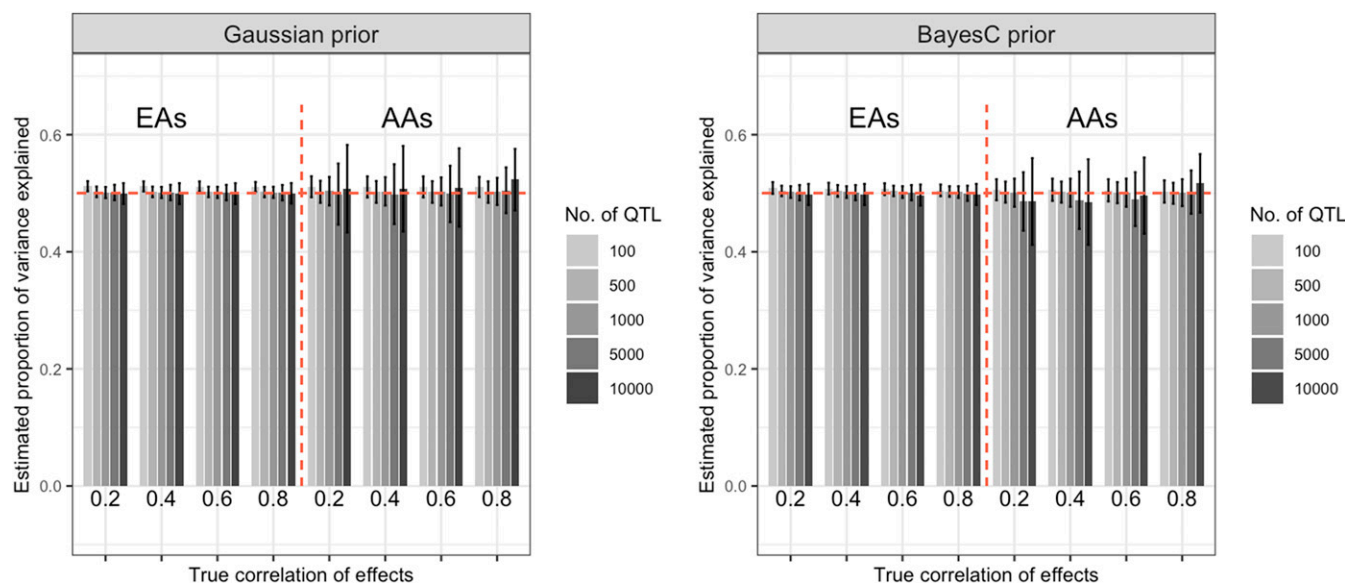 Gaussian prior
Estimated proportion of variance explained
0.6
0.4
0.2
0.0
EAs
AAs
0.2 0.4 0.6 0.8 0.2 0.4 0.6 0.8
True correlation of effects
No. of QTL
100
500
1000
5000
10000
BayesC prior
Estimated proportion of variance explained
0.6
0.4
0.2
0.0
EAs
AAs
0.2 0.4 0.6 0.8 0.2 0.4 0.6 0.8
True correlation of effects
No. of QTL
100
500
1000
5000
10000